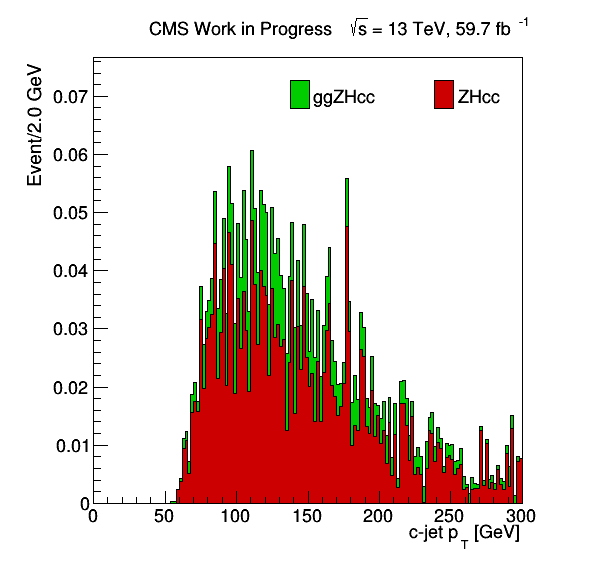 CMS Work in Progress √s = 13 TeV, 59.7 fb -1
Event/2.0 GeV
ggZHcc ZHcc
0.07
0.06
0.05
0.04
0.03
0.02
0.01
0
0 50 100 150 200 250 300
c-jet p_T [GeV]